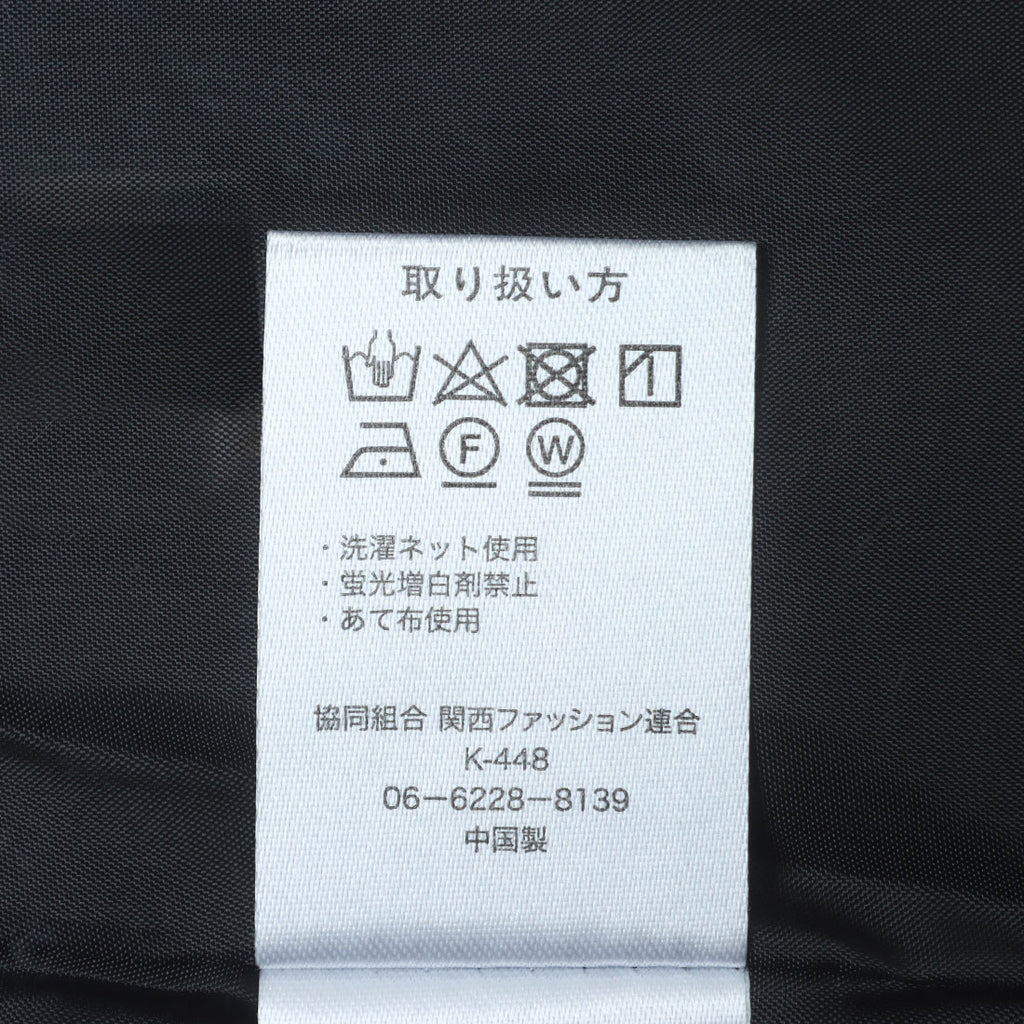 取り扱い方
F W
・洗濯ネット使用
・蛍光増白剤禁止
・あて布使用
協同組合 関西ファッション連合
K-448
06-6228-8139
中国製